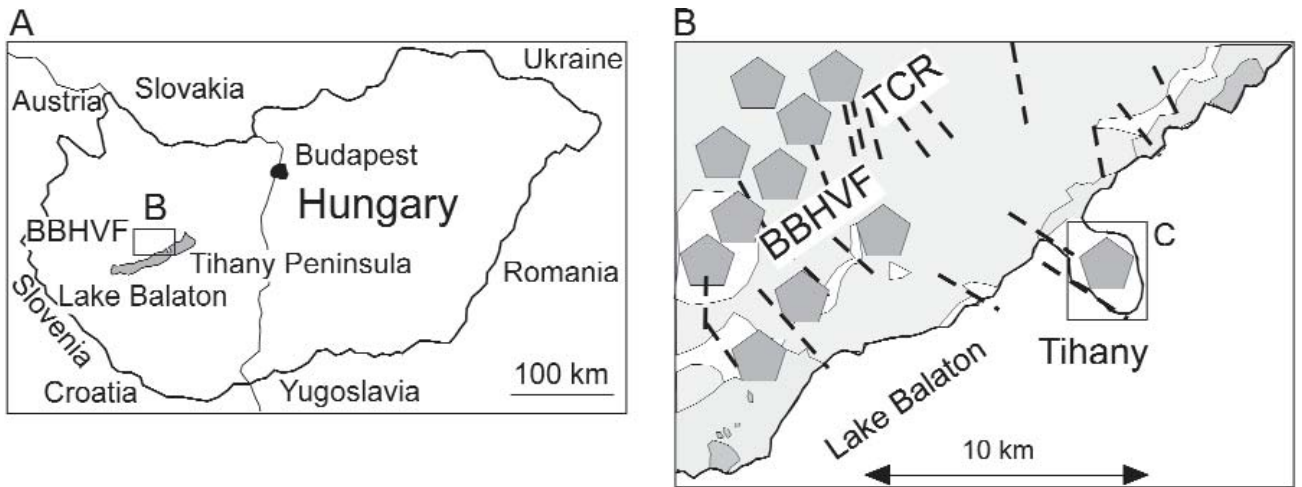 A
Ukraine
Slovakia
Austria
Budapest
Hungary
B
BBHVF
Tihany Peninsula
Romania
Lake Balaton
Slovenia
Croatia
Yugoslavia
100 km
B
TCR
BBHVF
C
Tihany
Lake Balaton
10 km